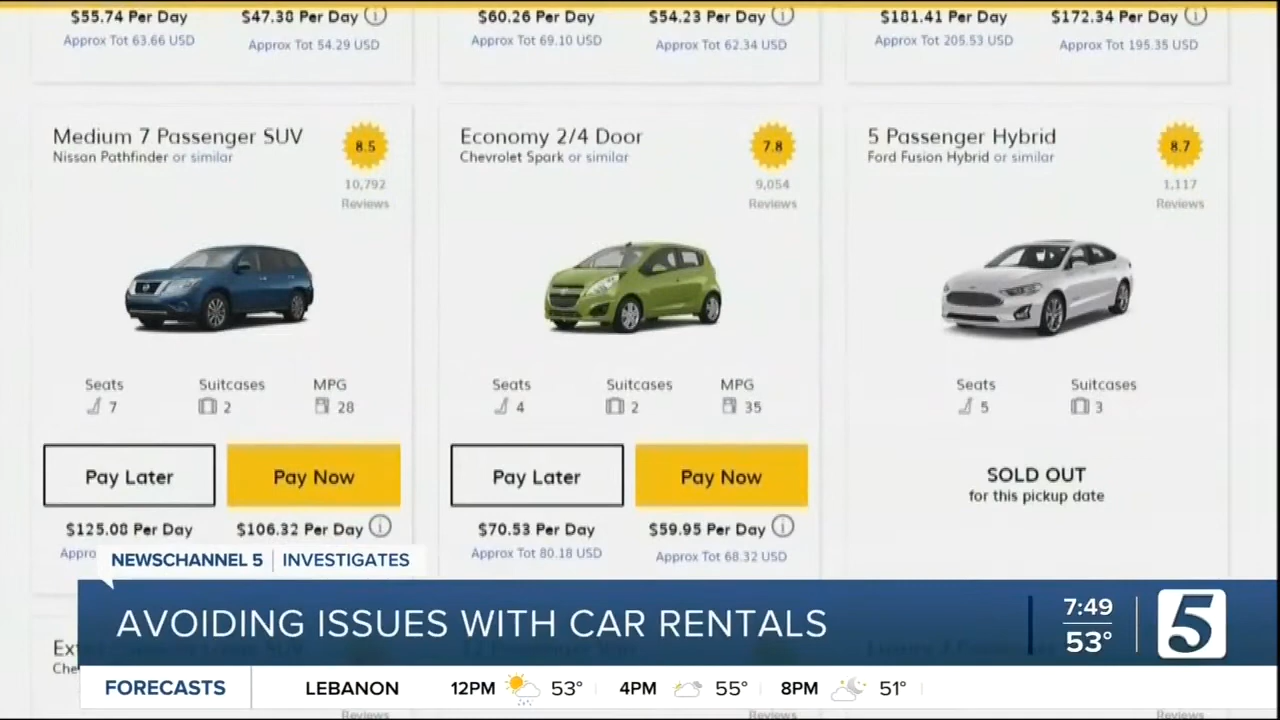 $55.74 Per Day $47.38 Per Day $60.26 Per Day $54.23 Per Day $181.41 Per Day $172.34 Per Day
Approx Tot 63.66 USD Approx Tot 54.29 USD Approx Tot 69.10 USD Approx Tot 62.34 USD Approx Tot 205.53 USD Approx Tot 195.35 USD
Medium 7 Passenger SUV
Nissan Pathfinder or similar
8.5
10,792
Reviews
Seats Suitcases MPG
7 2 28
Pay Later Pay Now
$125.08 Per Day $106.32 Per Day
Economy 2/4 Door
Chevrolet Spark or similar
7.8
9,054
Reviews
Seats Suitcases MPG
4 2 35
Pay Later Pay Now
$70.53 Per Day $59.95 Per Day
Approx Tot 80.18 USD Approx Tot 68.32 USD
5 Passenger Hybrid
Ford Fusion Hybrid or similar
8.7
1,117
Reviews
Seats Suitcases
5 3
SOLD OUT
for this pickup date
NEWSCHANNEL 5 INVESTIGATES
AVOIDING ISSUES WITH CAR RENTALS
7:49
53°
5
FORECASTS LEBANON 12PM 53° 4PM 55° 8PM 51°
Reviews Reviews Reviews